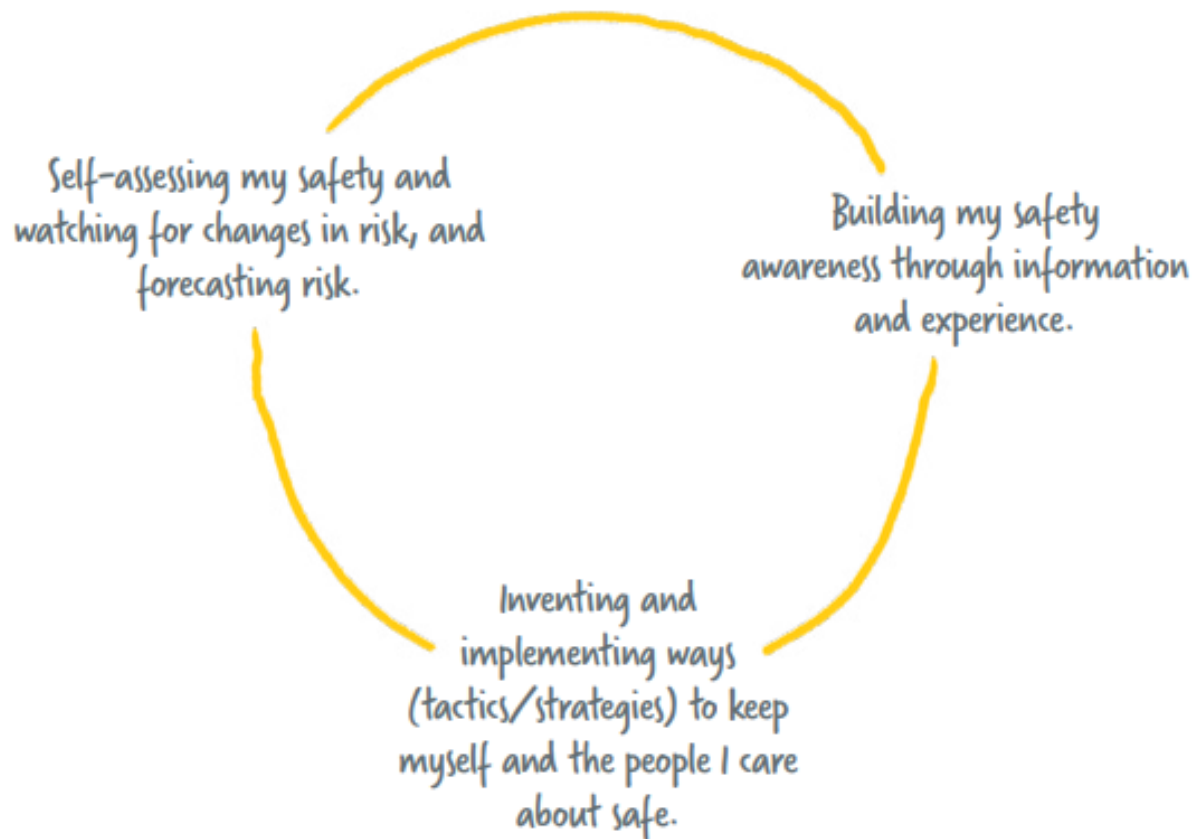 Self-assessing my safety and
watching for changes in risk, and
forecasting risk.
Building my safety
awareness through information
and experience.
Inventing and
implementing ways
(tactics/strategies) to keep
myself and the people I care
about safe.